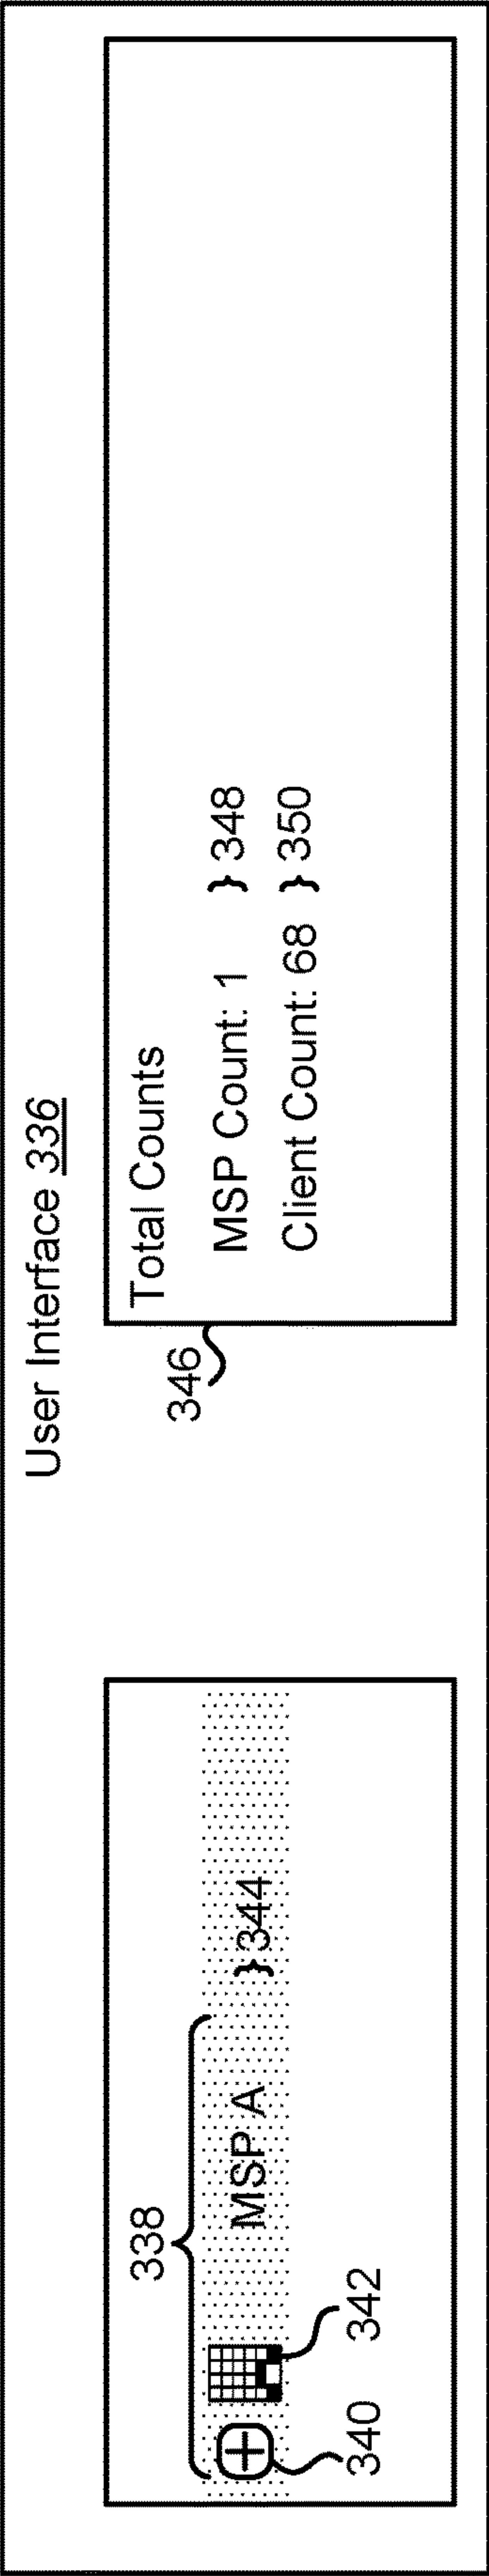 User Interface 336
338
MSP A }344
340
342
346
Total Counts
MSP Count: 1 }348
Client Count: 68 }350